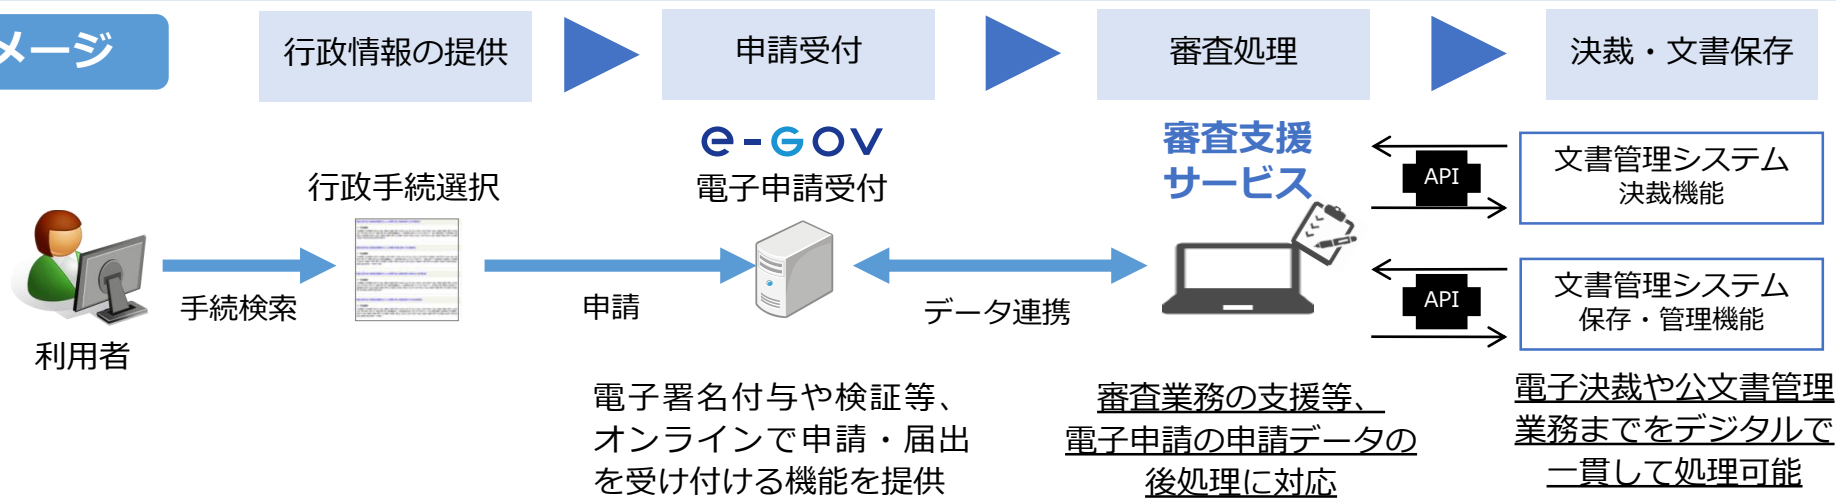 メージ
行政情報の提供
申請受付
審査処理
決裁・文書保存
e-GOV
電子申請受付
行政手続選択
審査支援
サービス
API
文書管理システム
決裁機能
API
文書管理システム
保存・管理機能
手続検索
申請
データ連携
利用者
電子署名付与や検証等、
オンラインで申請・届出
を受け付ける機能を提供
審査業務の支援等、
電子申請の申請データの
後処理に対応
電子決裁や公文書管理
業務までをデジタルで
一貫して処理可能